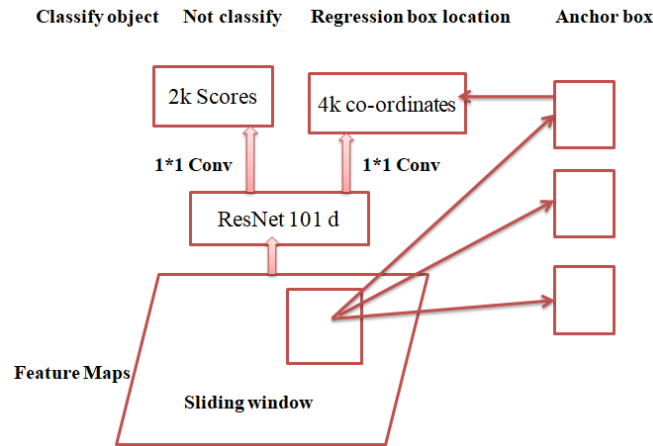 Classify object
Not classify
Regression box location
Anchor box
2k Scores
4k co-ordinates
1*1 Conv
1*1 Conv
ResNet 101 d
Feature Maps
Sliding window